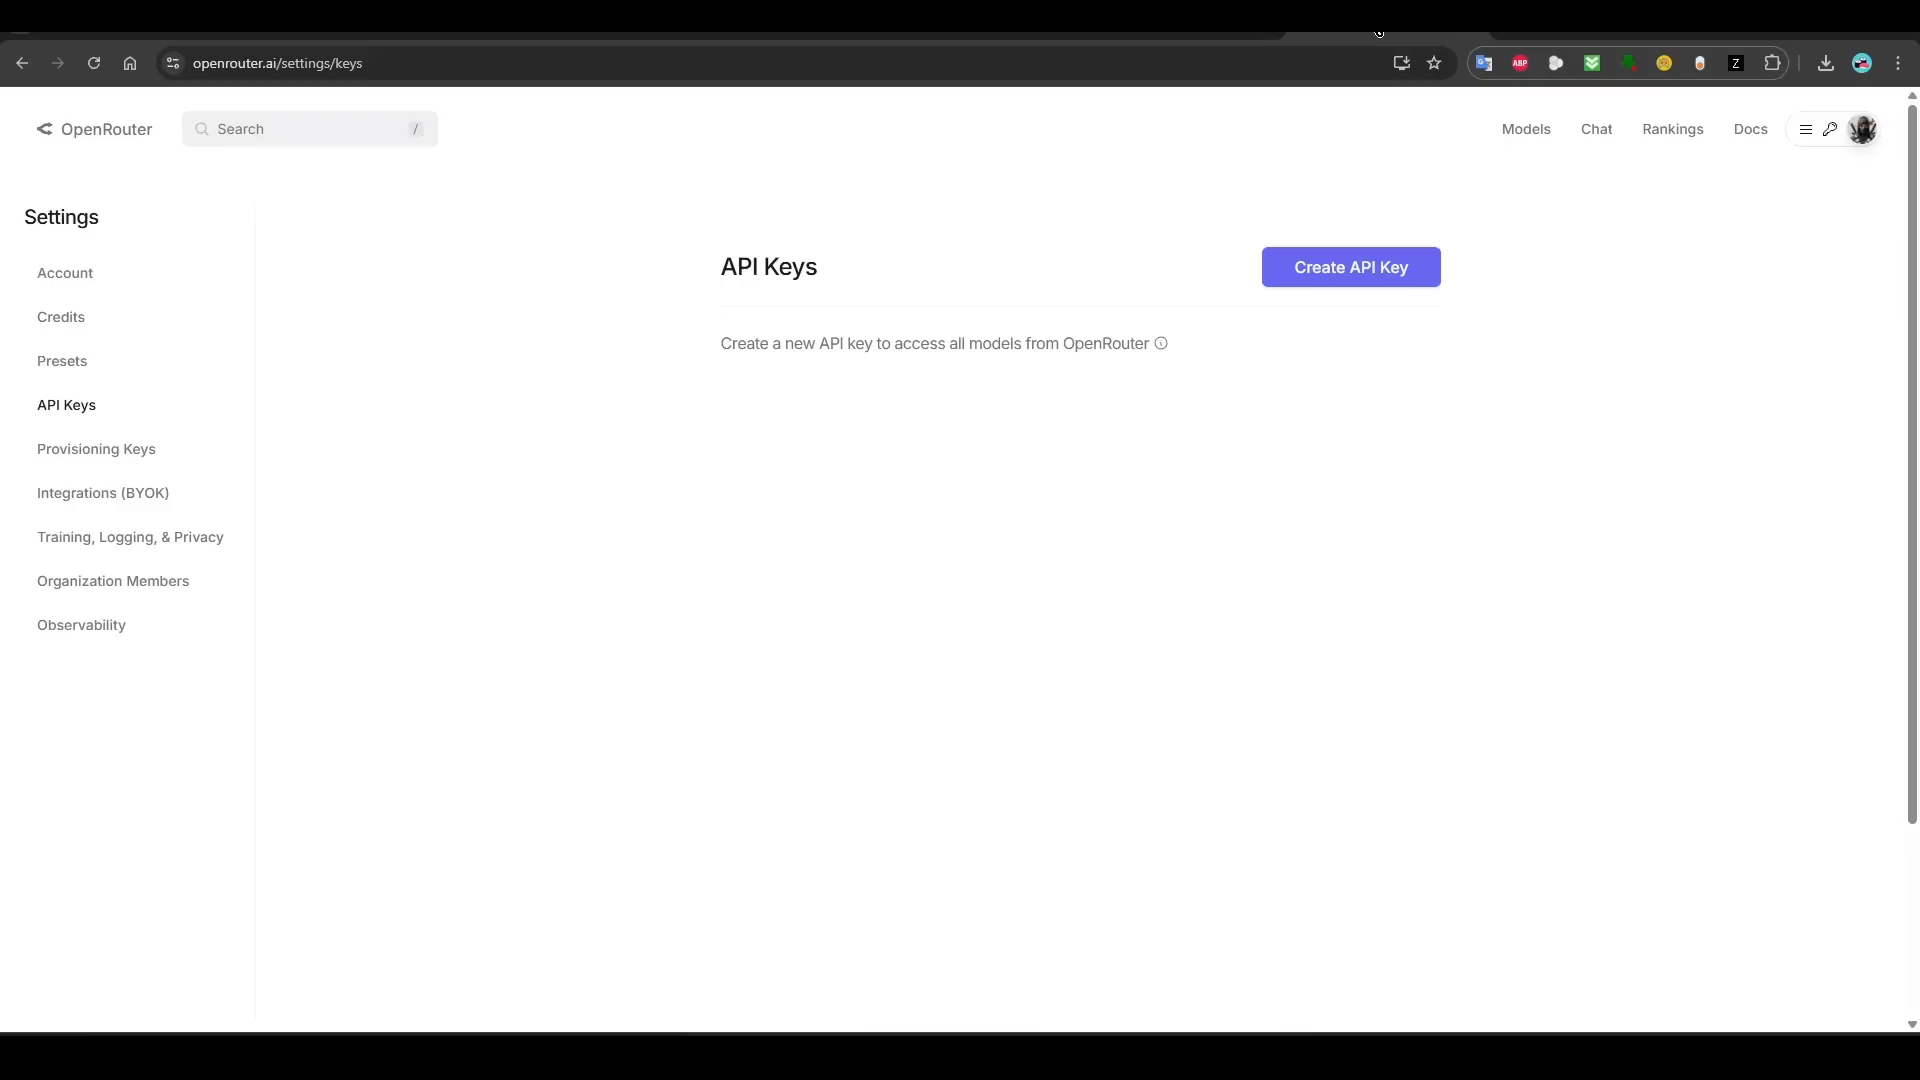 openrouter.ai/settings/keys
ABP
Z
OpenRouter
Search
/
Models
Chat
Rankings
Docs
Settings
Account
Credits
Presets
API Keys
Provisioning Keys
Integrations (BYOK)
Training, Logging, & Privacy
Organization Members
Observability
API Keys
Create API Key
Create a new API key to access all models from OpenRouter